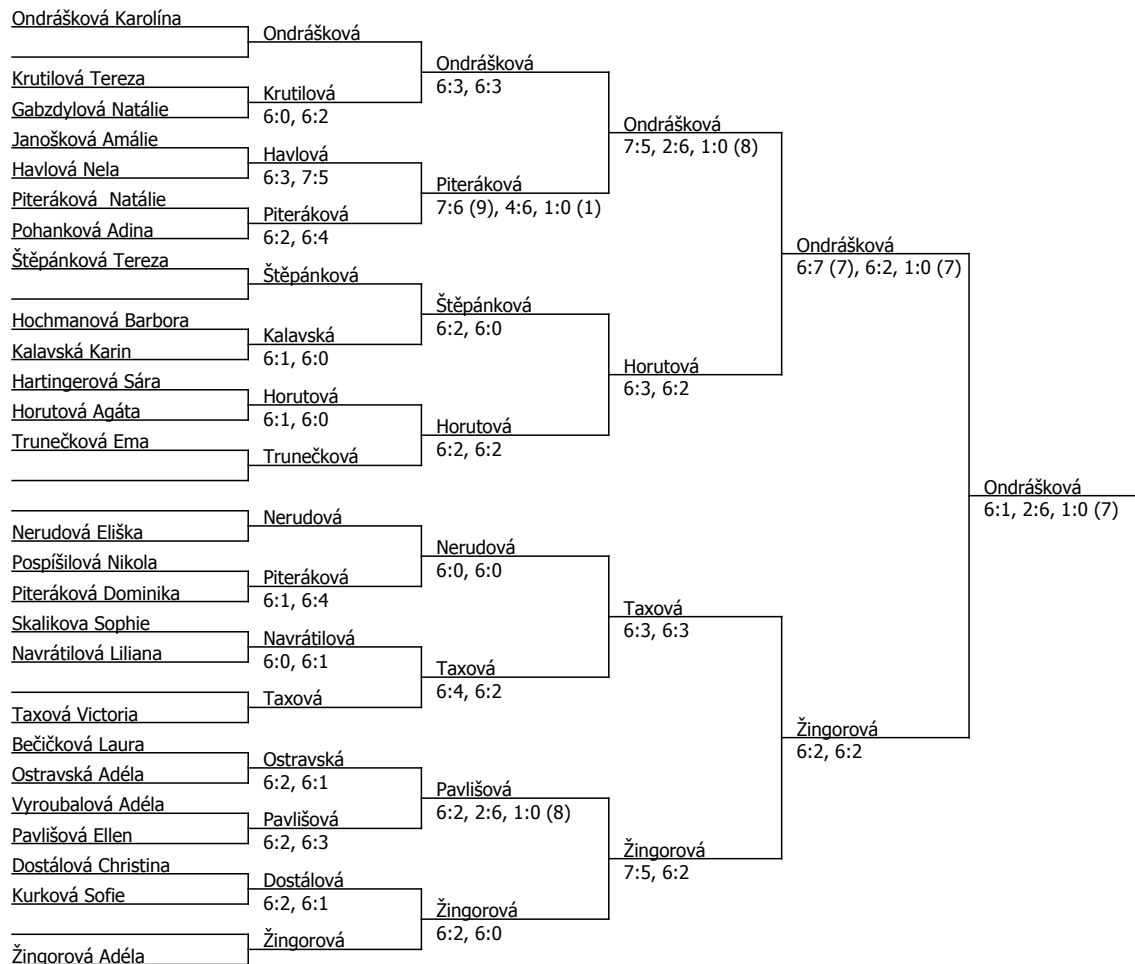 Ondrášková Karolína
Krutilová Tereza
Gabzdylová Natálie
Janošková Amálie
Havlová Nela
Piteráková  Natálie
Pohanková Adina
Štěpánková Tereza
Hochmanová Barbora
Kalavská Karin
Hartingerová Sára
Horutová Agáta
Trunečková Ema
Nerudová Eliška
Pospíšilová Nikola
Piteráková Dominika
Skalikova Sophie
Navrátilová Liliana
Taxová Victoria
Bečičková Laura
Ostravská Adéla
Vyroubalová Adéla
Pavlišová Ellen
Dostálová Christina
Kurková Sofie
Žingorová Adéla
Ondrášková
Krutilová
6:0, 6:2
Havlová
6:3, 7:5
Piteráková
6:2, 6:4
Štěpánková
Kalavská
6:1, 6:0
Horutová
6:1, 6:0
Trunečková
Nerudová
Piteráková
6:1, 6:4
Navrátilová
6:0, 6:1
Taxová
Ostravská
6:2, 6:1
Pavlišová
6:2, 6:3
Dostálová
6:2, 6:1
Žingorová
Ondrášková
6:3, 6:3
Piteráková
7:6 (9), 4:6, 1:0 (1)
Štěpánková
6:2, 6:0
Horutová
6:2, 6:2
Nerudová
6:0, 6:0
Taxová
6:4, 6:2
Pavlišová
6:2, 2:6, 1:0 (8)
Žingorová
6:2, 6:0
Ondrášková
7:5, 2:6, 1:0 (8)
Horutová
6:3, 6:2
Taxová
6:3, 6:3
Žingorová
7:5, 6:2
Ondrášková
6:7 (7), 6:2, 1:0 (7)
Žingorová
6:2, 6:2
Ondrášková
6:1, 2:6, 1:0 (7)